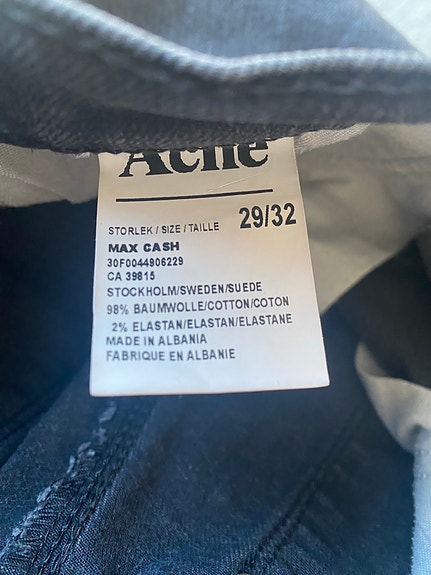 Acne
STORLEK / SIZE / TAILLE 29/32
MAX CASH
30F0044906229
CA 39815
STOCKHOLM/SWEDEN/SUEDE
98% BAUMWOLLE/COTTON/COTON
2% ELASTAN/ELASTAN/ELASTANE
MADE IN ALBANIA
FABRIQUE EN ALBANIE